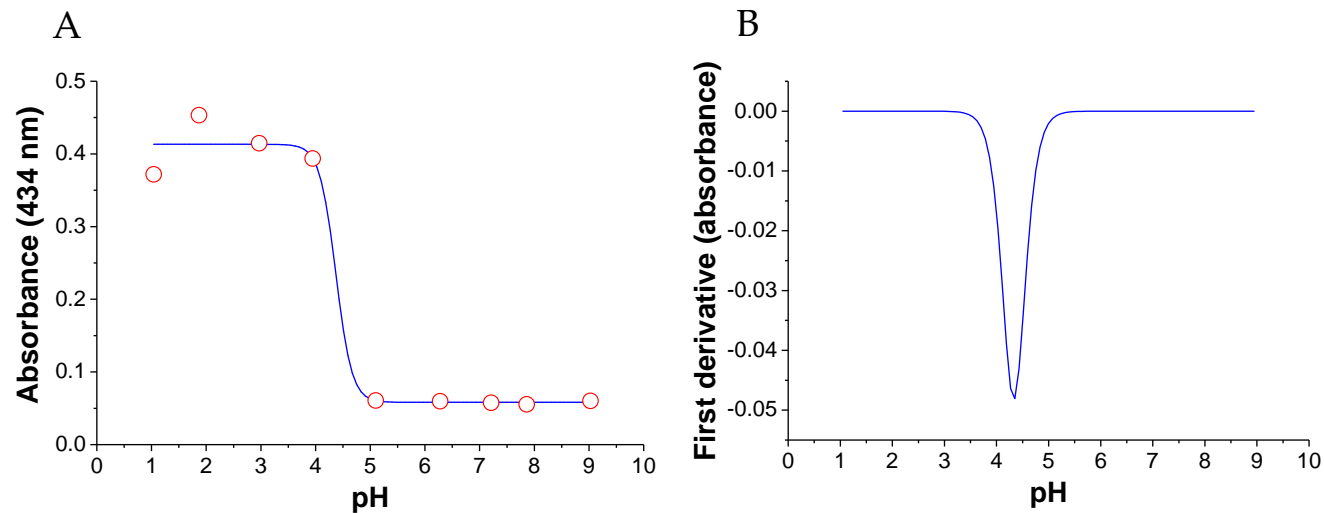 A
Absorbance (434 nm)
0.5
0.4
0.3
0.2
0.1
0.0
0 1 2 3 4 5 6 7 8 9 10
pH
B
First derivative (absorbance)
0.00
-0.01
-0.02
-0.03
-0.04
-0.05
0 1 2 3 4 5 6 7 8 9 10
pH